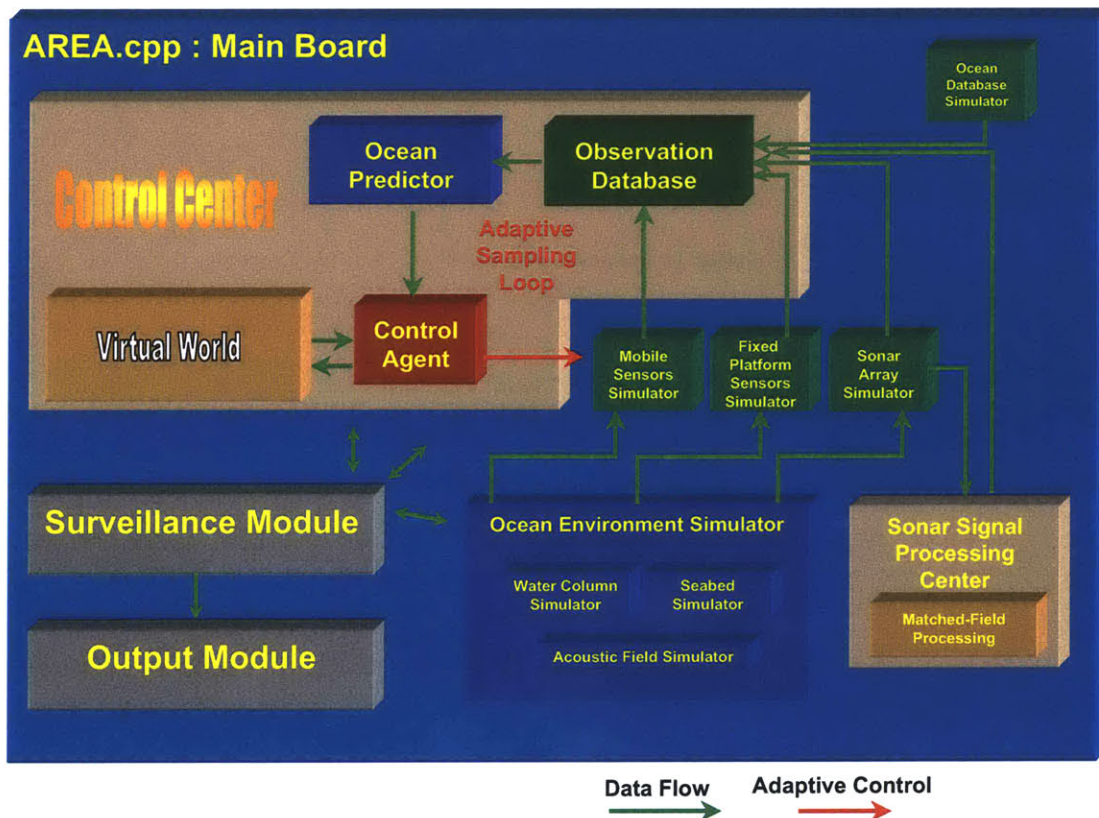 AREA.cpp : Main Board
Ocean
Database
Simulator
Ocean
Predictor
Observation
Database
Control Center
Adaptive
Sampling
Loop
Virtual World
Control
Agent
Mobile
Sensors
Simulator
Fixed
Platform
Sensors
Simulator
Sonar
Array
Simulator
Surveillance Module
Ocean Environment Simulator
Water Column
Simulator
Seabed
Simulator
Acoustic Field Simulator
Sonar Signal
Processing
Center
Matched-Field
Processing
Output Module
Data Flow
Adaptive Control